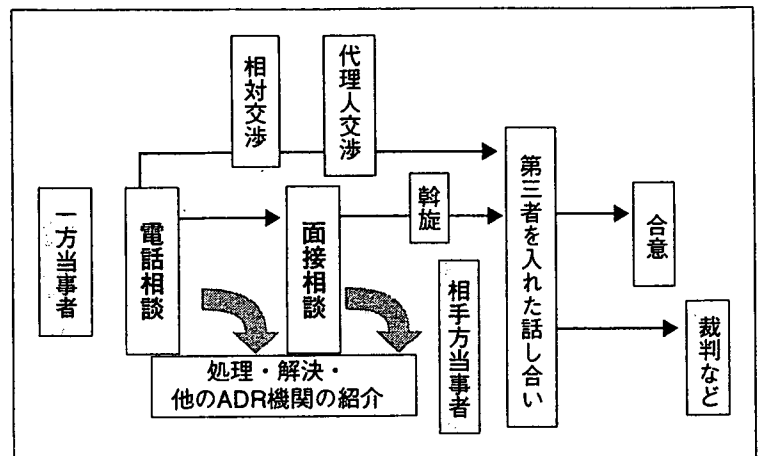 相対交渉
代理人交渉
一方当事者
電話相談
面接相談
斡旋
相手方当事者
第三者を入れた話し合い
合意
裁判など
処理・解決・
他のADR機関の紹介